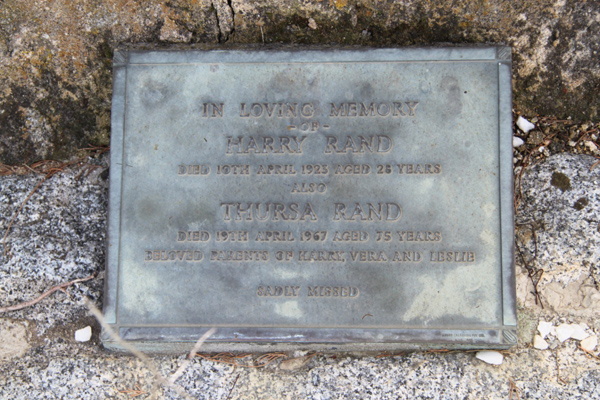 IN LOVING MEMORY
- OF -
HARRY RAND
DIED 10TH APRIL 1925 AGED 28 YEARS
ALSO
THURSA RAND
DIED 19TH APRIL 1967 AGED 75 YEARS
BELOVED PARENTS OF HARRY, VERA AND LESLIE
SADLY MISSED